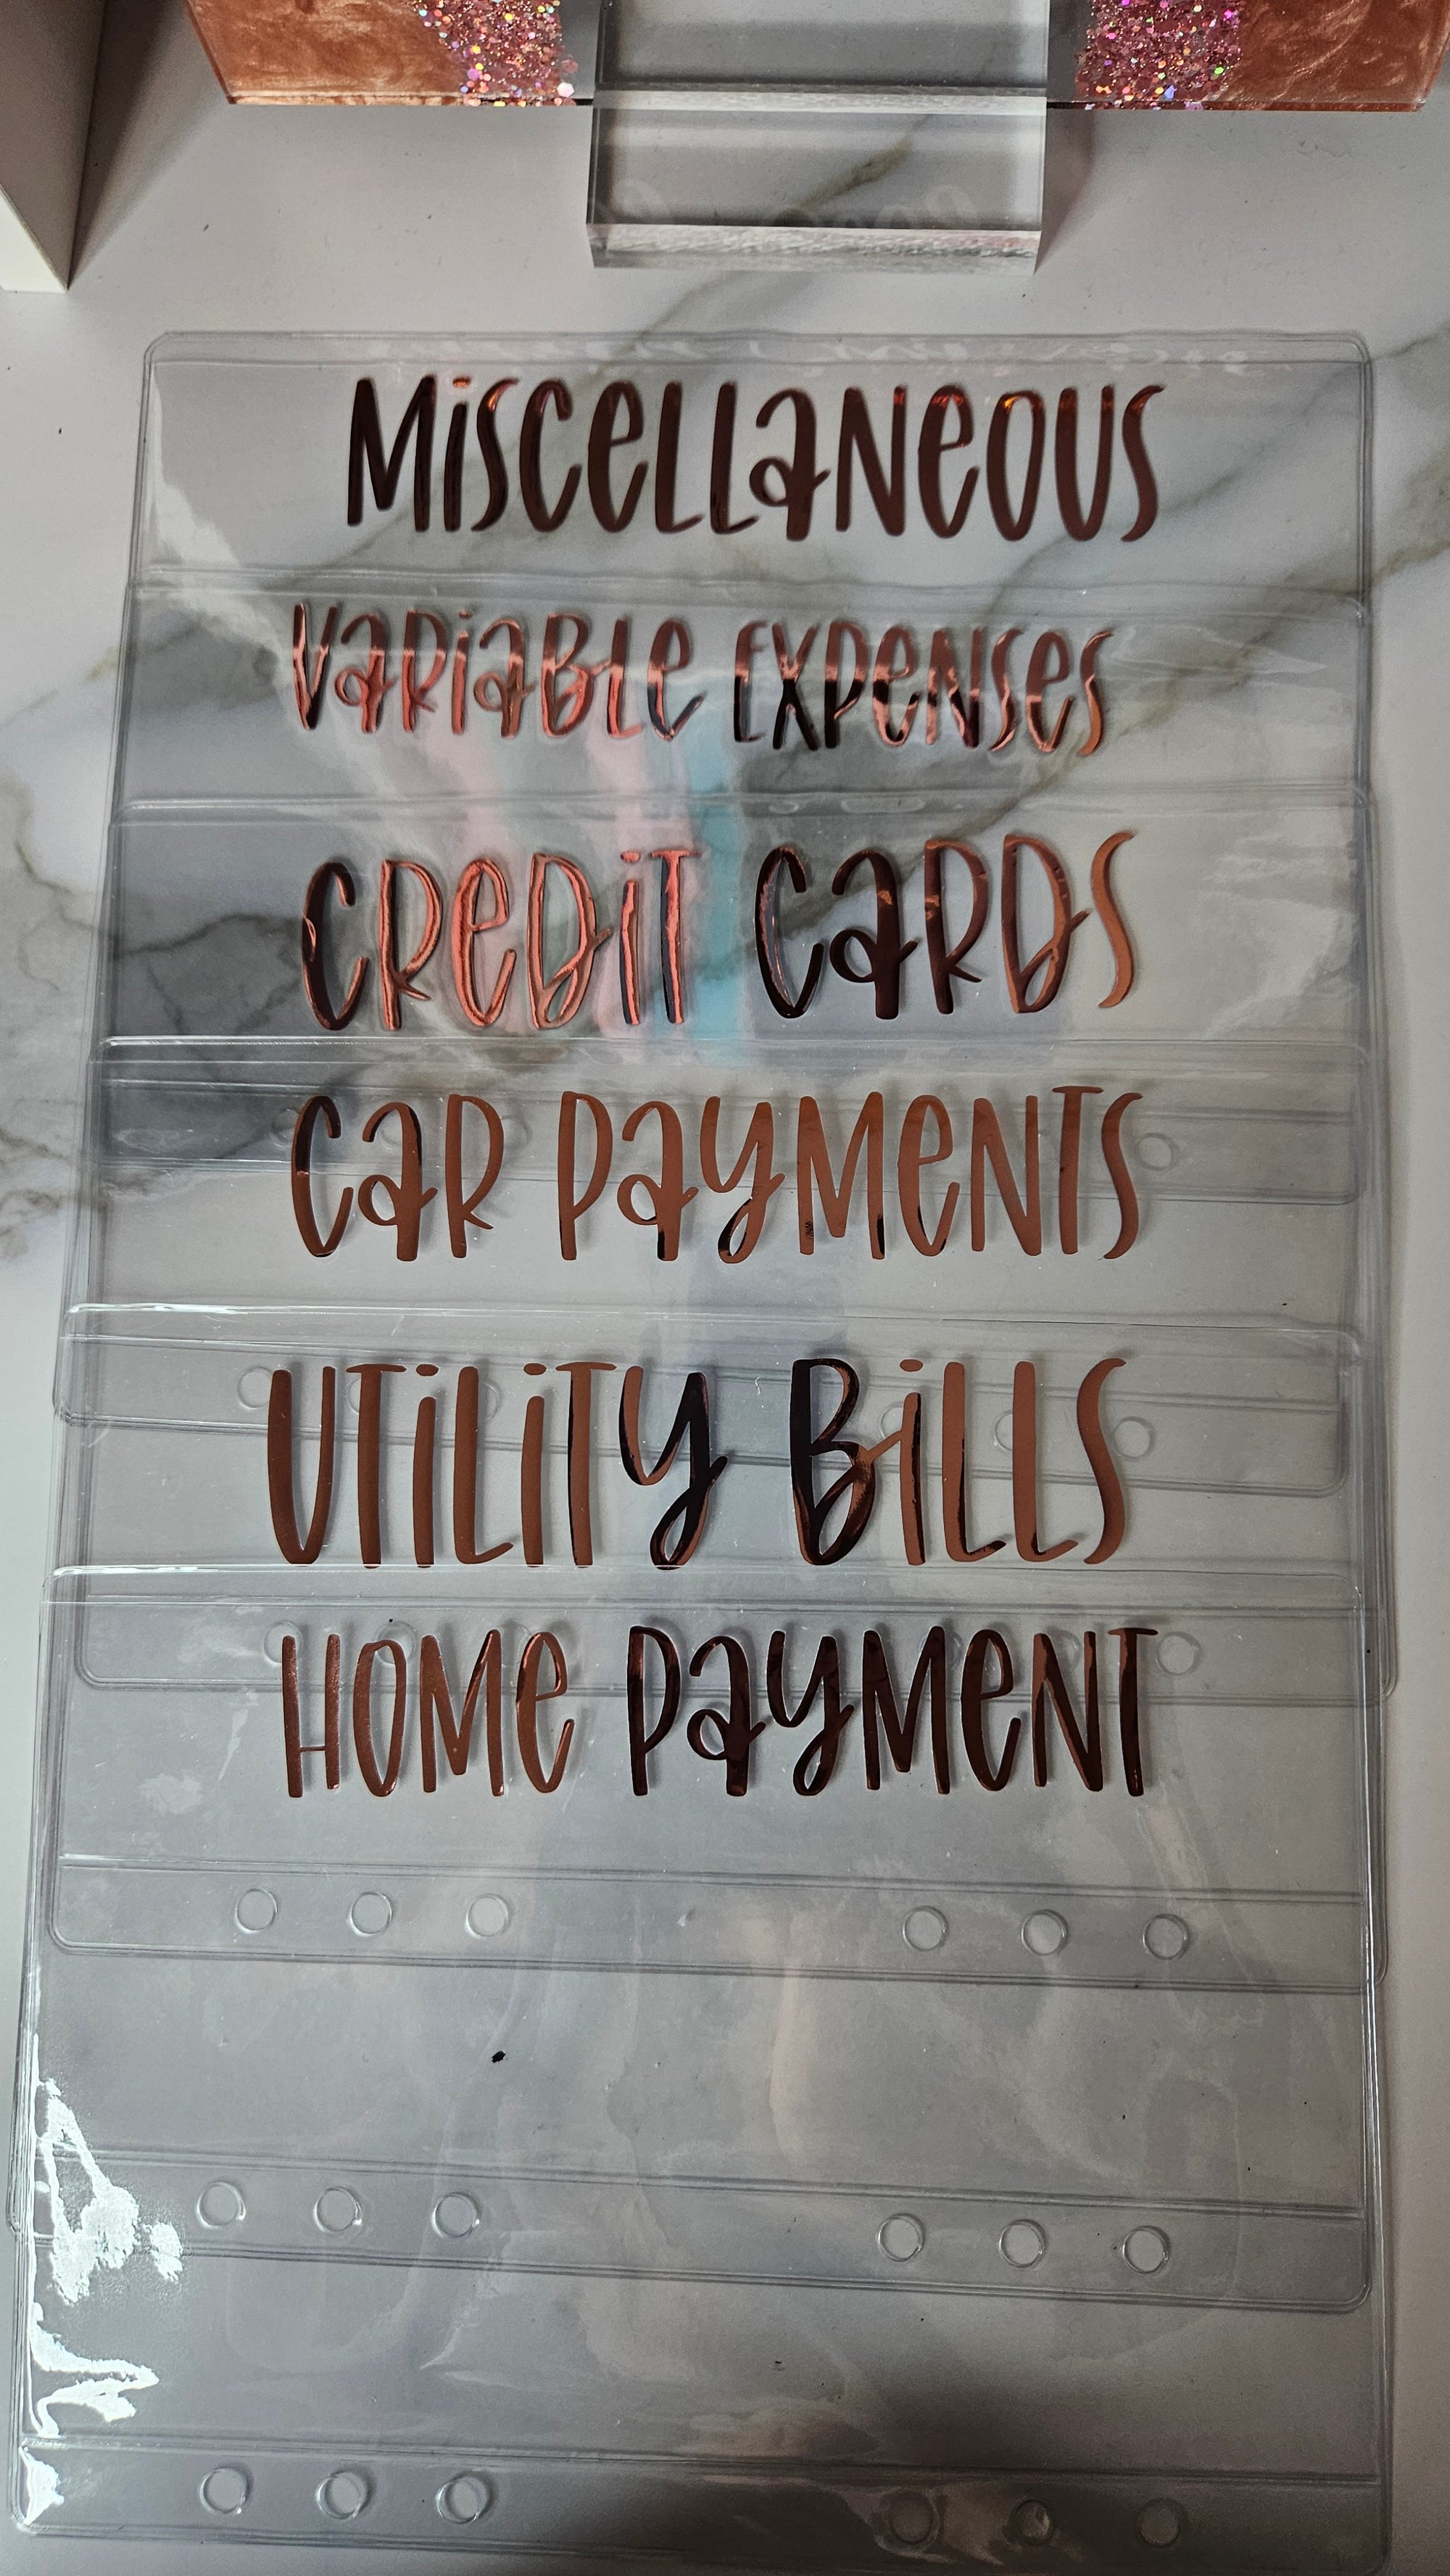 Miscellaneous
Variable Expenses
Credit Cards
Car Payments
Utility Bills
Home Payment